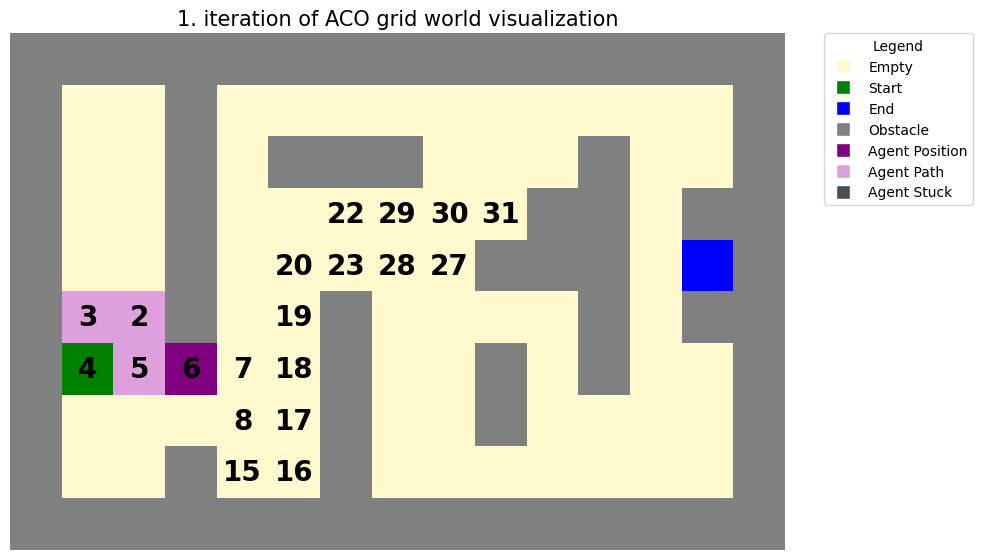 1. iteration of ACO grid world visualization
Legend
Empty
Start
End
Obstacle
Agent Position
Agent Path
Agent Stuck
22 29 30 31
20 23 28 27
3 2 19
4 5 6 7 18
8 17
15 16